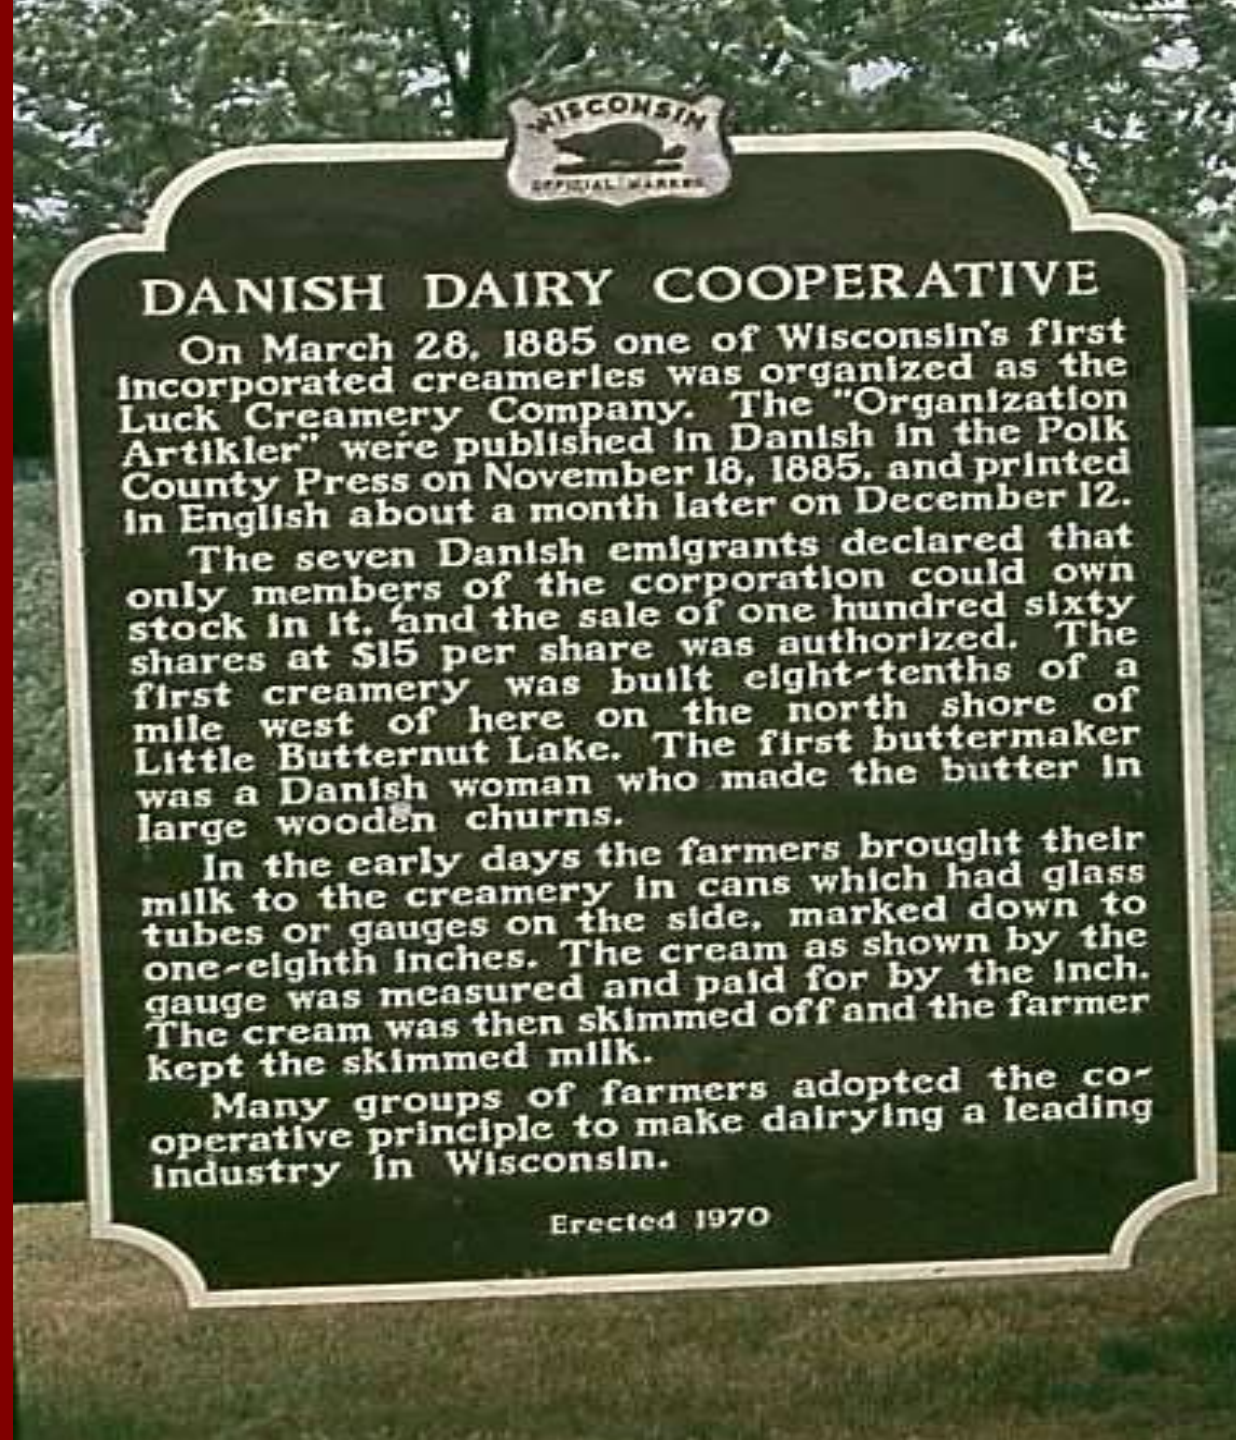 WISCONSIN
OFFICIAL MARKER
DANISH DAIRY COOPERATIVE
On March 28, 1885 one of Wisconsin's first
incorporated creameries was organized as the
Luck Creamery Company. The "Organization
Artikler" were published in Danish in the Polk
County Press on November 18, 1885, and printed
in English about a month later on December 12.
The seven Danish emigrants declared that
only members of the corporation could own
stock in it, and the sale of one hundred sixty
shares at $15 per share was authorized. The
first creamery was built eight-tenths of a
mile west of here on the north shore of
Little Butternut Lake. The first buttermaker
was a Danish woman who made the butter in
large wooden churns.
In the early days the farmers brought their
milk to the creamery in cans which had glass
tubes or gauges on the side, marked down to
one-eighth inches. The cream as shown by the
gauge was measured and paid for by the inch.
The cream was then skimmed off and the farmer
kept the skimmed milk.
Many groups of farmers adopted the co-
operative principle to make dairying a leading
industry in Wisconsin.
Erected 1970